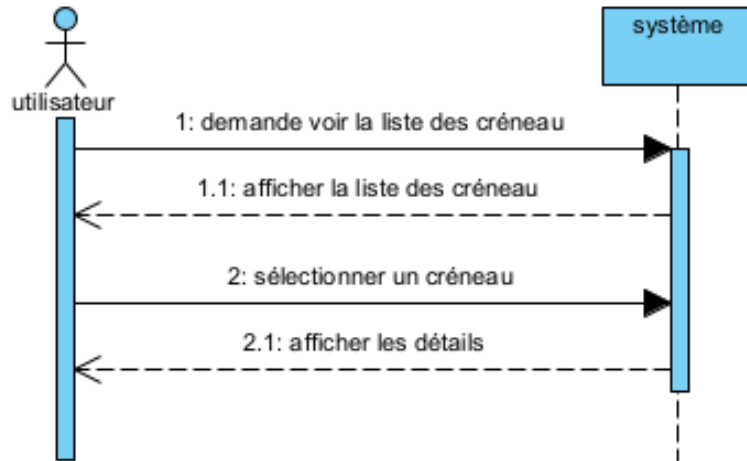 système
utilisateur
1: demande voir la liste des créneau
1.1: afficher la liste des créneau
2: sélectionner un créneau
2.1: afficher les détails